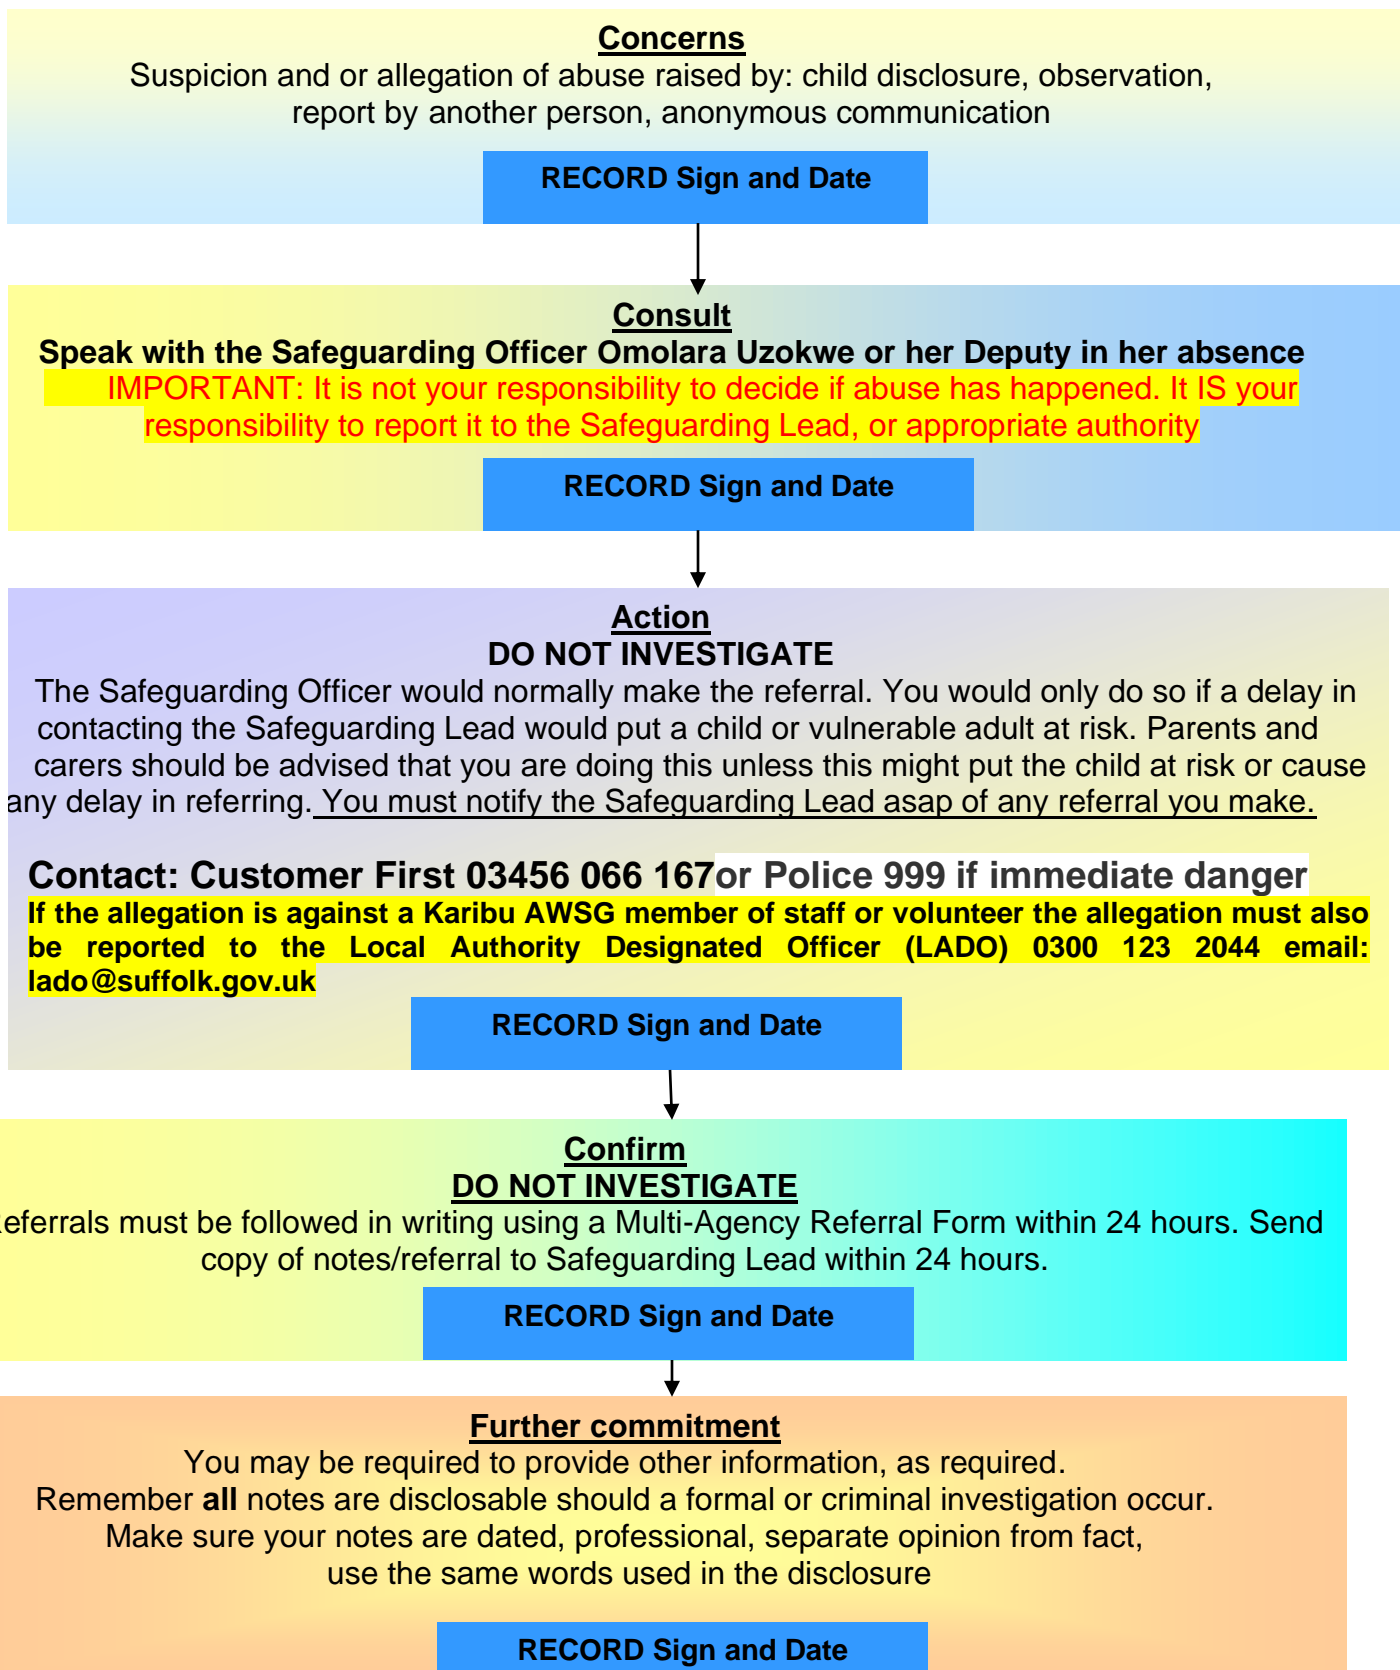 Concerns
Suspicion and or allegation of abuse raised by: child disclosure, observation,
report by another person, anonymous communication
RECORD Sign and Date
Consult
Speak with the Safeguarding Officer Omolara Uzokwe or her Deputy in her absence
IMPORTANT: It is not your responsibility to decide if abuse has happened. It IS your
responsibility to report it to the Safeguarding Lead, or appropriate authority
RECORD Sign and Date
Action
DO NOT INVESTIGATE
The Safeguarding Officer would normally make the referral. You would only do so if a delay in
contacting the Safeguarding Lead would put a child or vulnerable adult at risk. Parents and
carers should be advised that you are doing this unless this might put the child at risk or cause
any delay in referring. You must notify the Safeguarding Lead asap of any referral you make.
Contact: Customer First 03456 066 167or Police 999 if immediate danger
If the allegation is against a Karibu AWSG member of staff or volunteer the allegation must also
be reported to the Local Authority Designated Officer (LADO) 0300 123 2044 email:
lado@suffolk.gov.uk
RECORD Sign and Date
Confirm
DO NOT INVESTIGATE
Referrals must be followed in writing using a Multi-Agency Referral Form within 24 hours. Send
copy of notes/referral to Safeguarding Lead within 24 hours.
RECORD Sign and Date
Further commitment
You may be required to provide other information, as required.
Remember all notes are disclosable should a formal or criminal investigation occur.
Make sure your notes are dated, professional, separate opinion from fact,
use the same words used in the disclosure
RECORD Sign and Date